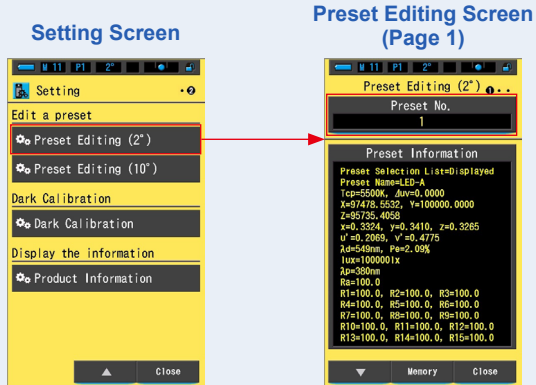 Setting Screen
M 11 P1 2°
Setting
Edit a preset
Preset Editing (2°)
Preset Editing (10°)
Dark Calibration
Dark Calibration
Display the information
Product Information
▲ Close
Preset Editing Screen
(Page 1)
M 11 P1 2°
Preset Editing (2°)
Preset No.
1
Preset Information
Preset Selection List=Displayed
Preset Name=LED-A
Tcp=5500K, ⊿uv=0.0000
X=97478.5532, Y=100000.0000
Z=95735.4058
x=0.3324, y=0.3410, z=0.3265
u'=0.2069, v'=0.4775
λd=549nm, Pe=2.09%
lux=100000lx
λp=380nm
Ra=100.0
R1=100.0, R2=100.0, R3=100.0
R4=100.0, R5=100.0, R6=100.0
R7=100.0, R8=100.0, R9=100.0
R10=100.0, R11=100.0, R12=100.0
R13=100.0, R14=100.0, R15=100.0
▼ Memory Close